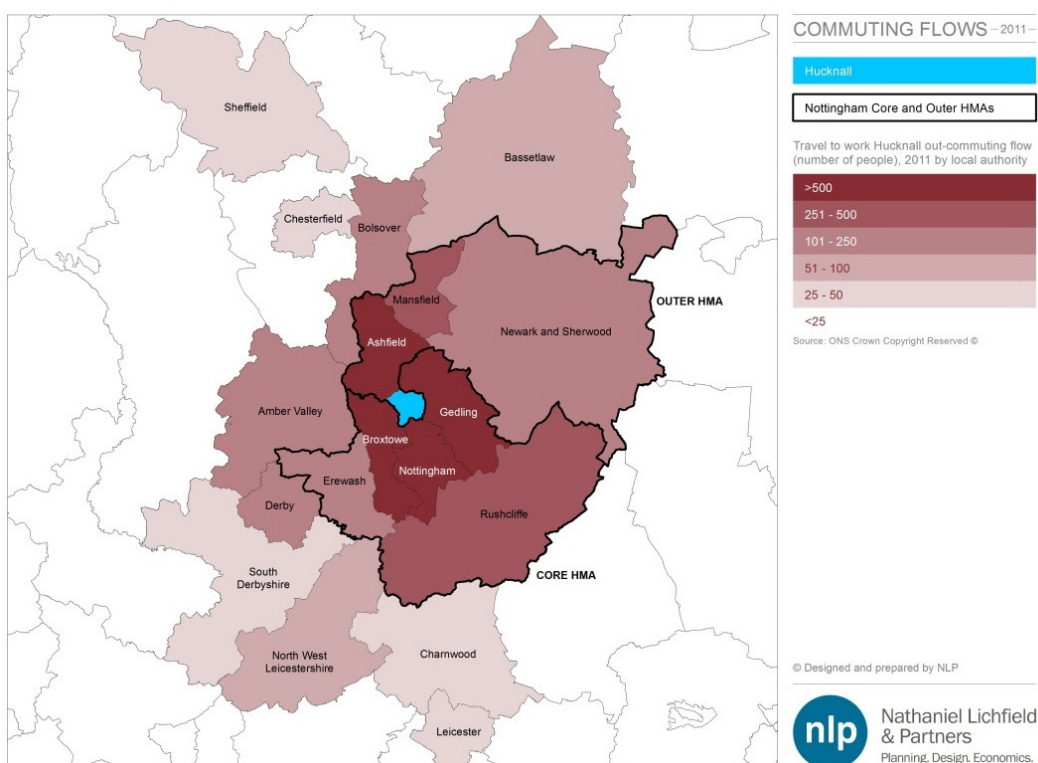 Sheffield
Bassetlaw
Chesterfield
Bolsover
Mansfield
OUTER HMA
Newark and Sherwood
Ashfield
Amber Valley
Gedling
Broxtowe
Nottingham
Erewash
Derby
Rushcliffe
South
Derbyshire
CORE HMA
North West
Leicestershire
Charnwood
Leicester
COMMUTING FLOWS – 2011 –
Hucknall
Nottingham Core and Outer HMAs
Travel to work Hucknall out-commuting flow
(number of people), 2011 by local authority
>500
251 - 500
101 - 250
51 - 100
25 - 50
<25
Source: ONS Crown Copyright Reserved ©
© Designed and prepared by NLP
nlp
Nathaniel Lichfield
& Partners
Planning. Design. Economics.